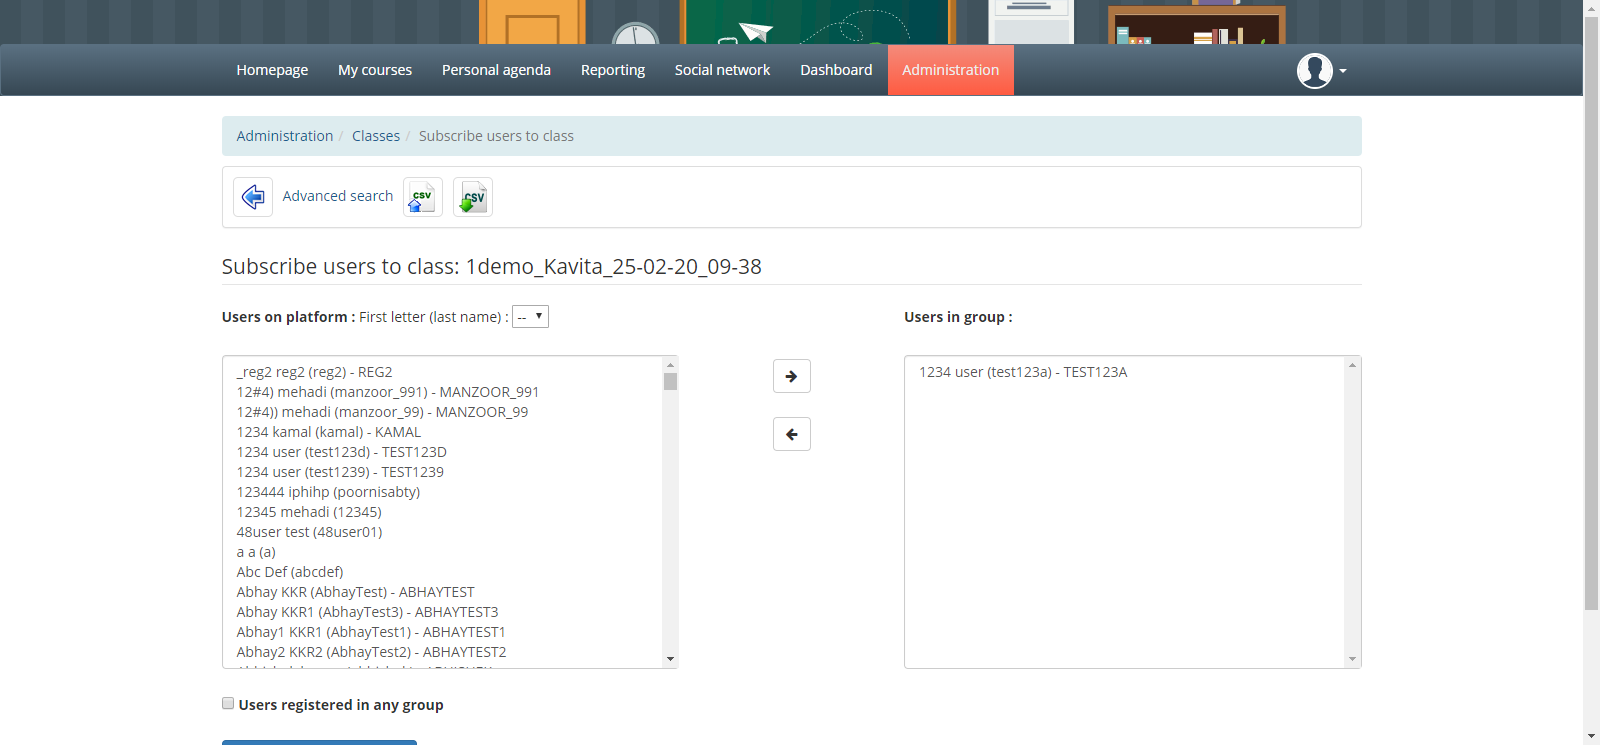 Homepage My courses Personal agenda Reporting Social network Dashboard Administration
Administration / Classes / Subscribe users to class
Advanced search CSV CSV
Subscribe users to class: 1demo_Kavita_25-02-20_09-38
Users on platform : First letter (last name) : --
_reg2 reg2 (reg2) - REG2
12#4) mehadi (manzoor_991) - MANZOOR_991
12#4)) mehadi (manzoor_99) - MANZOOR_99
1234 kamal (kamal) - KAMAL
1234 user (test123d) - TEST123D
1234 user (test1239) - TEST1239
123444 iphihp (poornisabty)
12345 mehadi (12345)
48user test (48user01)
a a (a)
Abc Def (abcdef)
Abhay KKR (AbhayTest) - ABHAYTEST
Abhay KKR1 (AbhayTest3) - ABHAYTEST3
Abhay1 KKR1 (AbhayTest1) - ABHAYTEST1
Abhay2 KKR2 (AbhayTest2) - ABHAYTEST2
Users in group :
1234 user (test123a) - TEST123A
Users registered in any group